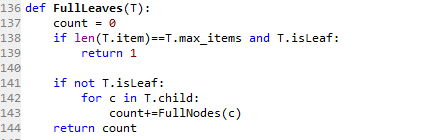 136 def FullLeaves(T):
137     count = 0
138     if len(T.item)==T.max_items and T.isLeaf:
139         return 1
140
141     if not T.isLeaf:
142         for c in T.child:
143             count+=FullNodes(c)
144     return count